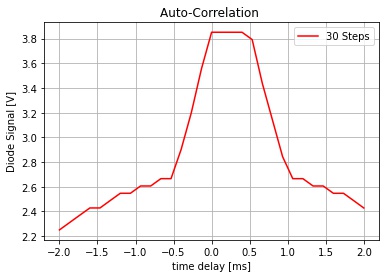 Auto-Correlation
30 Steps
Diode Signal [V]
3.8
3.6
3.4
3.2
3.0
2.8
2.6
2.4
2.2
−2.0 −1.5 −1.0 −0.5 0.0 0.5 1.0 1.5 2.0
time delay [ms]